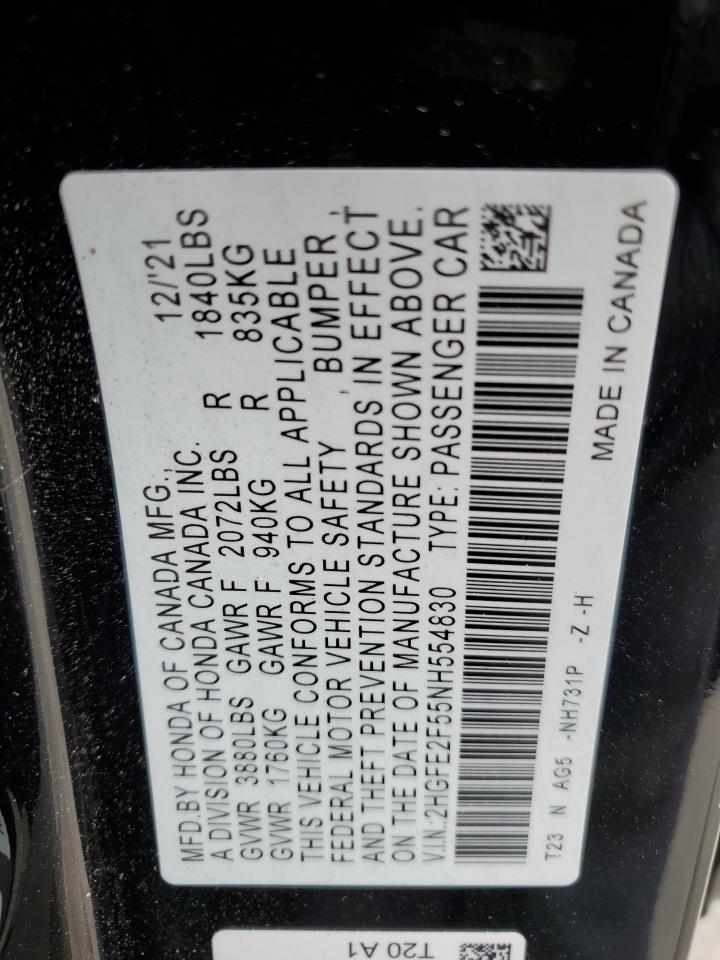 MFD.BY HONDA OF CANADA MFG., 12/'21
A DIVISION OF HONDA CANADA INC.
GVWR 3880LBS GAWR F 2072LBS R 1840LBS
GVWR 1760KG GAWR F 940KG R 835KG
THIS VEHICLE CONFORMS TO ALL APPLICABLE
FEDERAL MOTOR VEHICLE SAFETY , BUMPER ,
AND THEFT PREVENTION STANDARDS IN EFFECT
ON THE DATE OF MANUFACTURE SHOWN ABOVE.
V.I.N:2HGFE2F55NH554830 TYPE: PASSENGER CAR
T23 N AG5 -NH731P -Z -H
MADE IN CANADA
T20 A1